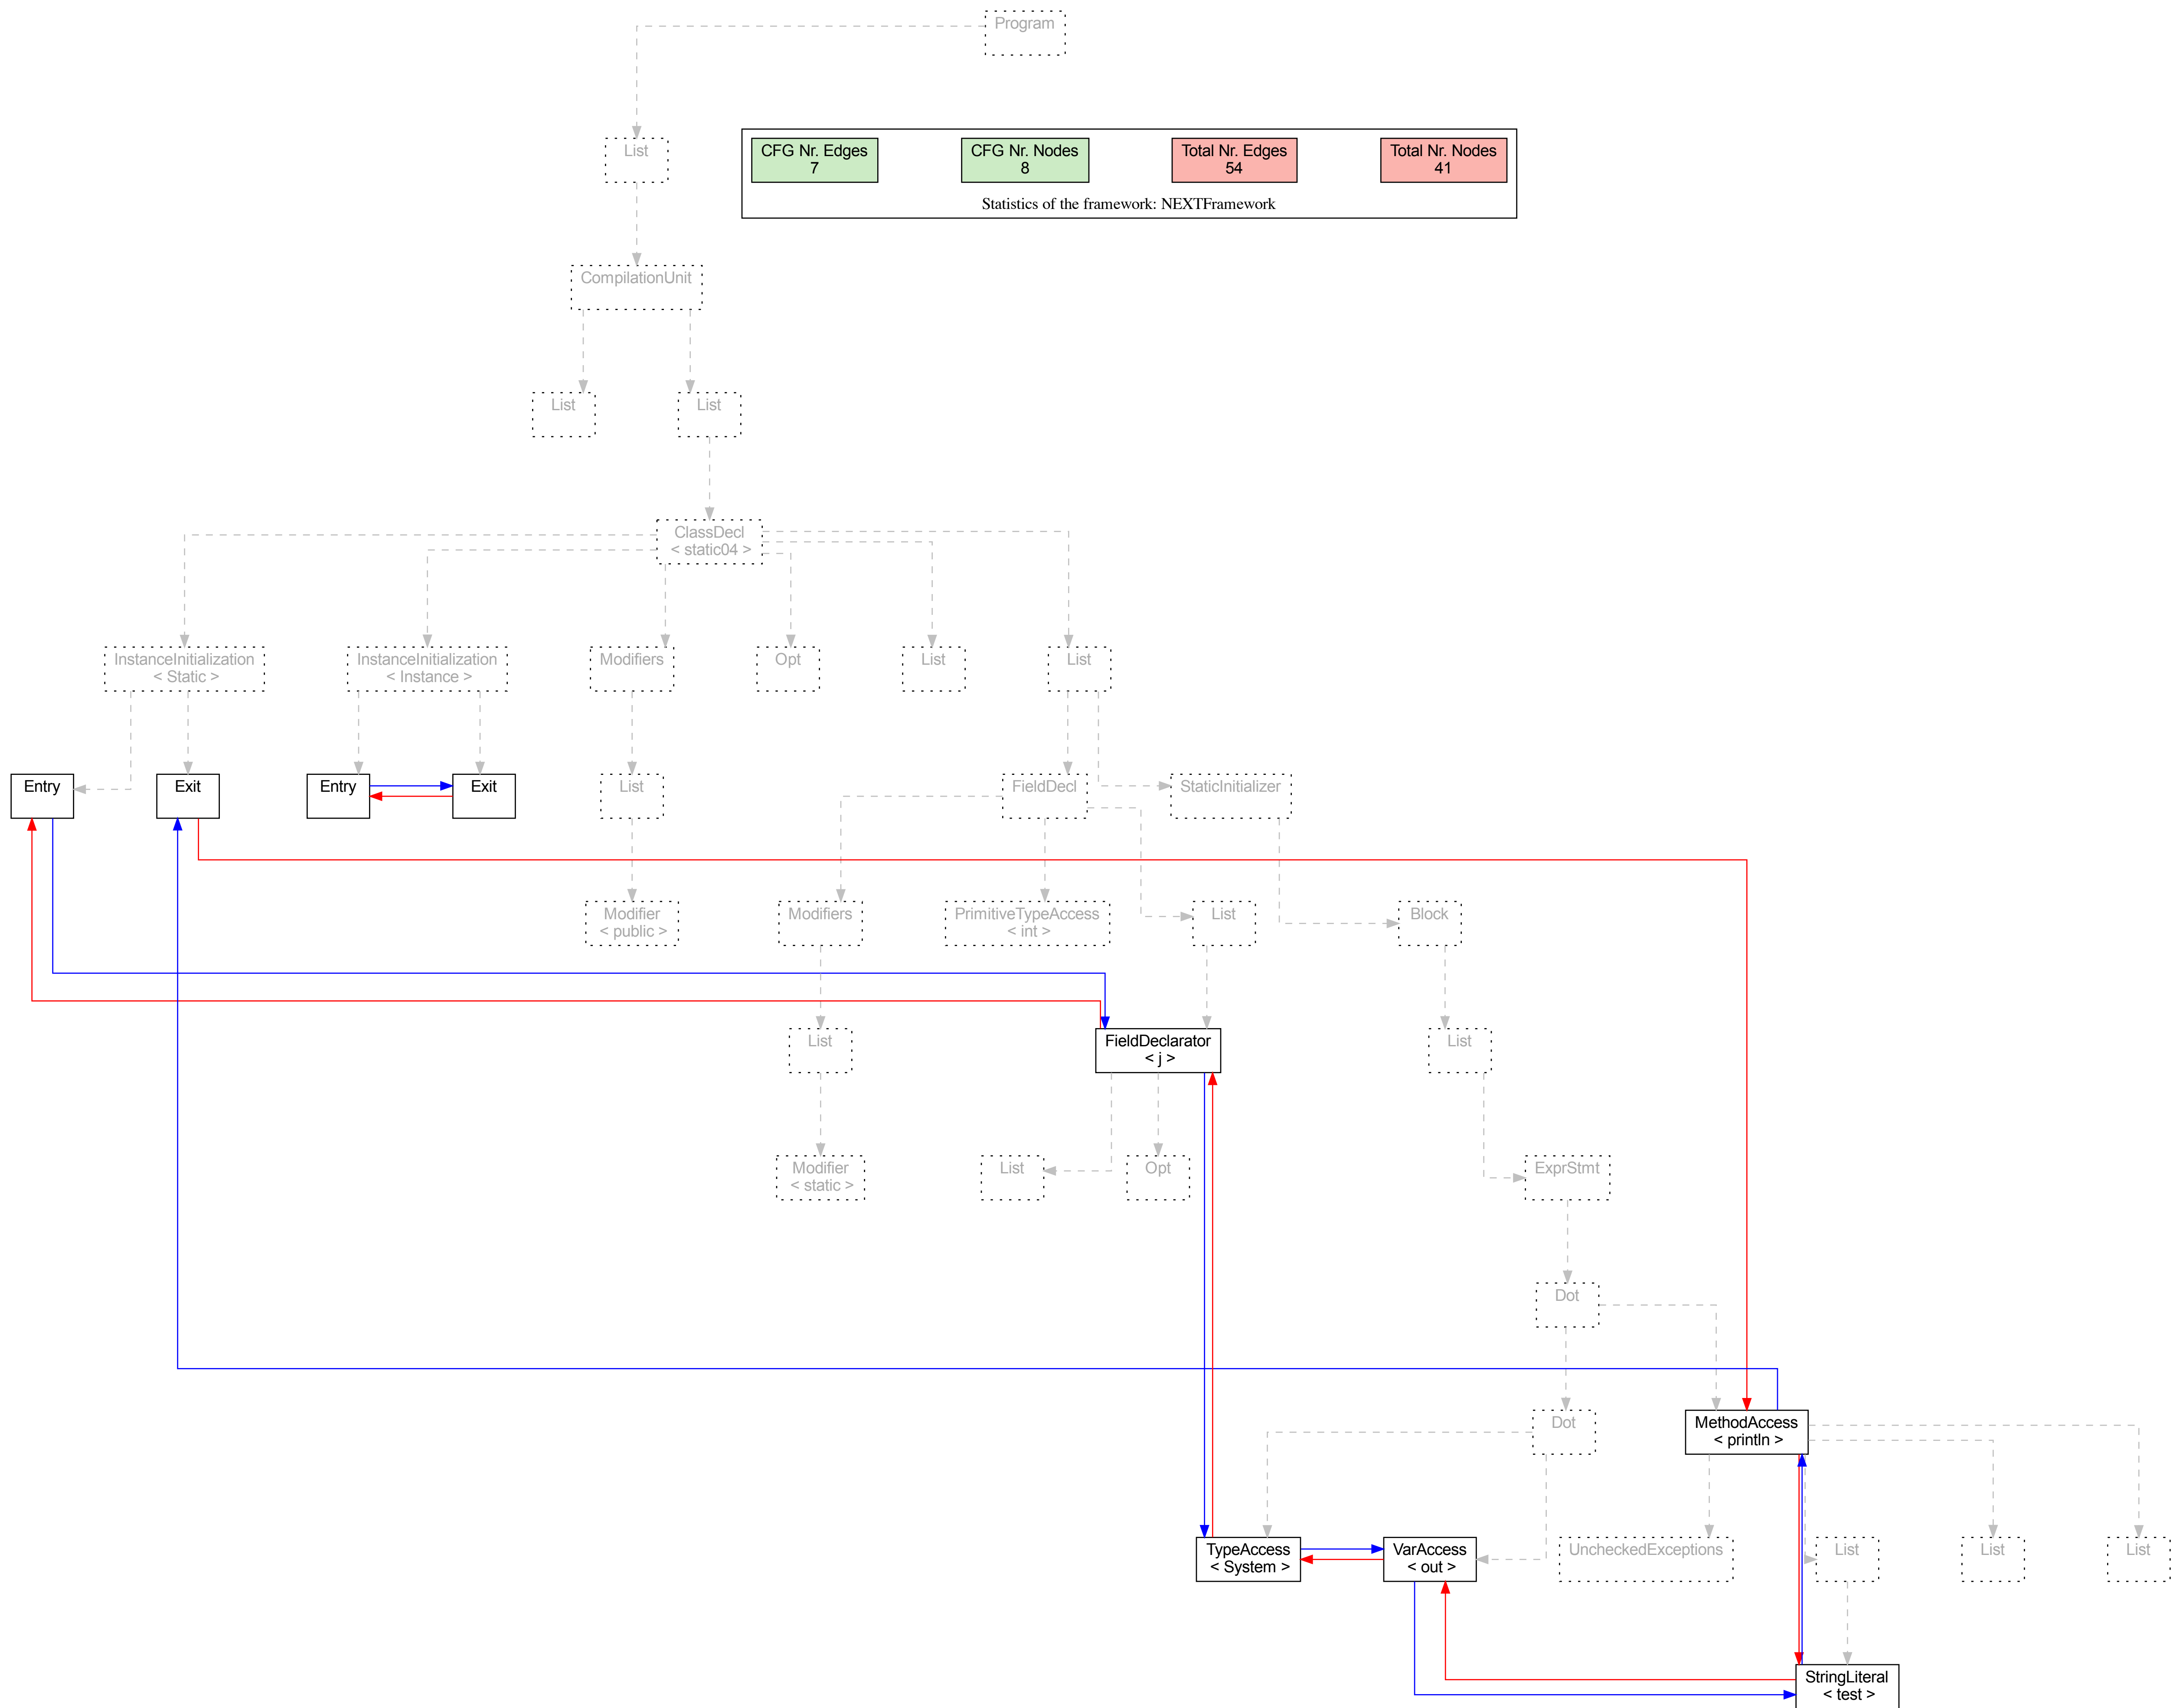 Program
List
CFG Nr. Edges
7
CFG Nr. Nodes
8
Total Nr. Edges
54
Total Nr. Nodes
41
Statistics of the framework: NEXTFramework
CompilationUnit
List
List
ClassDecl
< static04 >
InstanceInitialization
< Static >
InstanceInitialization
< Instance >
Modifiers
Opt
List
List
Entry
Exit
Entry
Exit
List
FieldDecl
StaticInitializer
Modifier
< public >
Modifiers
PrimitiveTypeAccess
< int >
List
Block
List
FieldDeclarator
< j >
List
Modifier
< static >
List
Opt
ExprStmt
Dot
Dot
MethodAccess
< println >
TypeAccess
< System >
VarAccess
< out >
UncheckedExceptions
List
List
List
StringLiteral
< test >